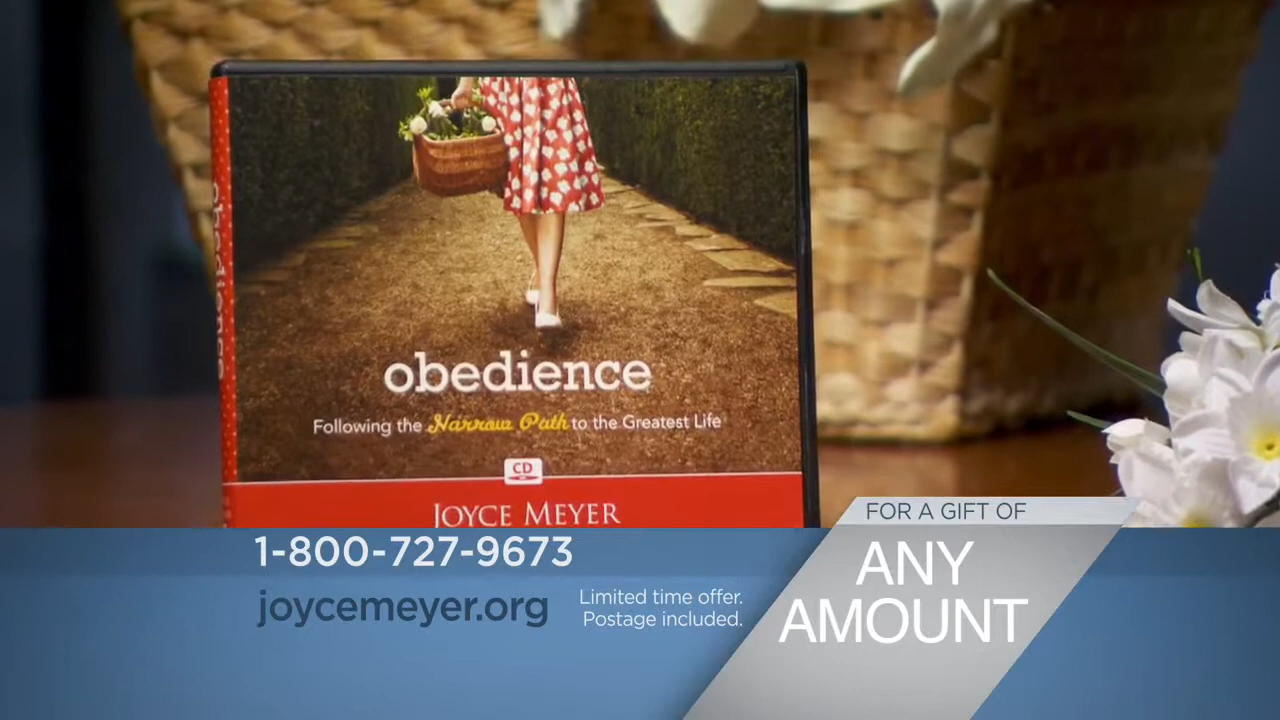 obedience
obedience
Following the Narrow Path to the Greatest Life
CD
JOYCE MEYER
1-800-727-9673
joycemeyer.org
Limited time offer.
Postage included.
FOR A GIFT OF
ANY
AMOUNT